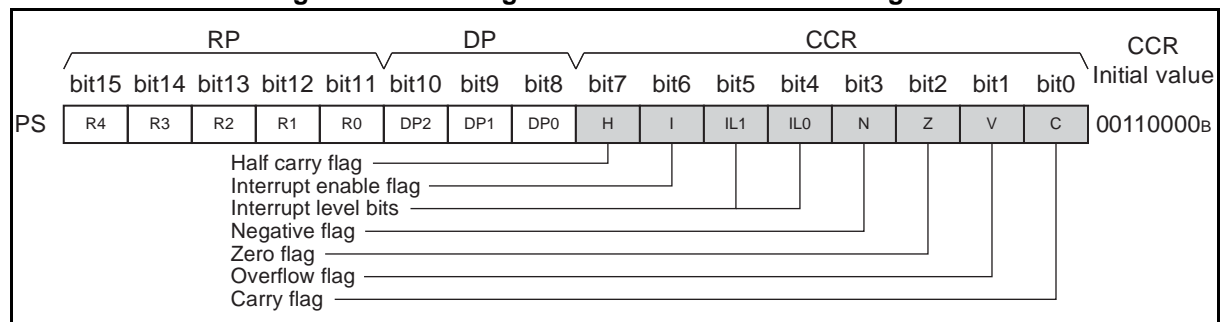 RP DP CCR CCR
Initial value
bit15 bit14 bit13 bit12 bit11 bit10 bit9 bit8 bit7 bit6 bit5 bit4 bit3 bit2 bit1 bit0
PS R4 R3 R2 R1 R0 DP2 DP1 DP0 H I IL1 IL0 N Z V C 00110000B
Half carry flag
Interrupt enable flag
Interrupt level bits
Negative flag
Zero flag
Overflow flag
Carry flag